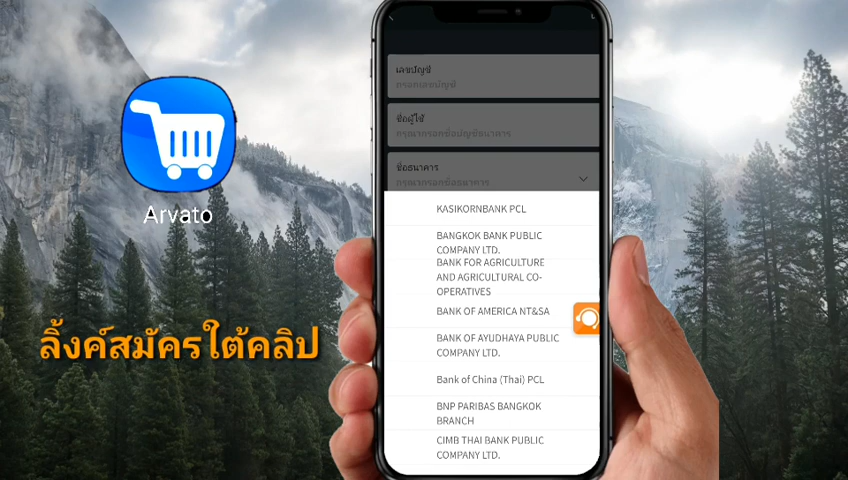 Arvato
ลิ้งค์สมัครใต้คลิป
เลขบัญชี
กรอกเลขบัญชี
ชื่อผู้ใช้
กรุณากรอกชื่อบัญชีธนาคาร
ชื่อธนาคาร
กรุณากรอกชื่อธนาคาร
KASIKORNBANK PCL
BANGKOK BANK PUBLIC
COMPANY LTD.
BANK FOR AGRICULTURE
AND AGRICULTURAL CO-
OPERATIVES
BANK OF AMERICA NT&SA
BANK OF AYUDHAYA PUBLIC
COMPANY LTD.
Bank of China (Thai) PCL
BNP PARIBAS BANGKOK
BRANCH
CIMB THAI BANK PUBLIC
COMPANY LTD.